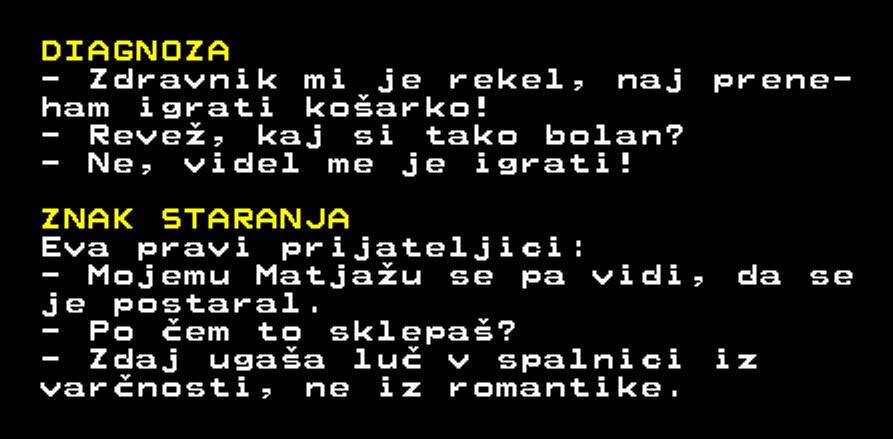 DIAGNOZA
- Zdravnik mi je rekel, naj prene-
ham igrati košarko!
- Revež, kaj si tako bolan?
- Ne, videl me je igrati!
ZNAK STARANJA
Eva pravi prijateljici:
- Mojemu Matjažu se pa vidi, da se
je postaral.
- Po čem to sklepaš?
- Zdaj ugaša luč v spalnici iz
varčnosti, ne iz romantike.